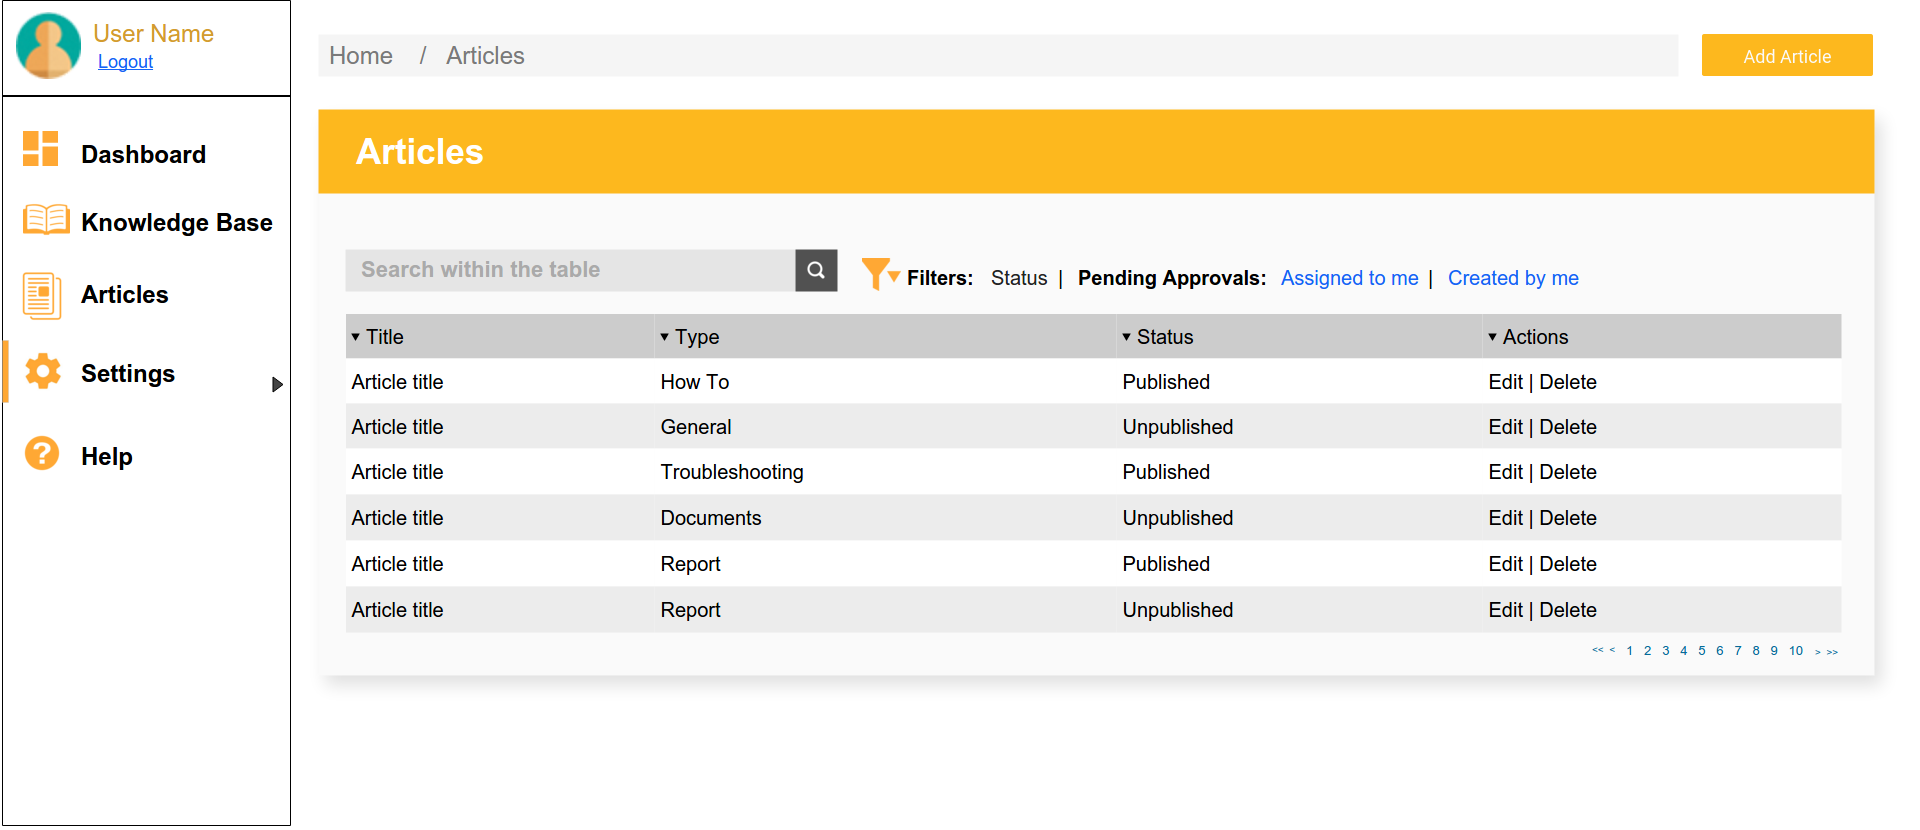 User Name
Logout
Dashboard
Knowledge Base
Articles
Settings
Help
Home / Articles
Add Article
Articles
Search within the table
Filters: Status | Pending Approvals: Assigned to me | Created by me
Title Type Status Actions
Article title How To Published Edit | Delete
Article title General Unpublished Edit | Delete
Article title Troubleshooting Published Edit | Delete
Article title Documents Unpublished Edit | Delete
Article title Report Published Edit | Delete
Article title Report Unpublished Edit | Delete
<< < 1 2 3 4 5 6 7 8 9 10 > >>